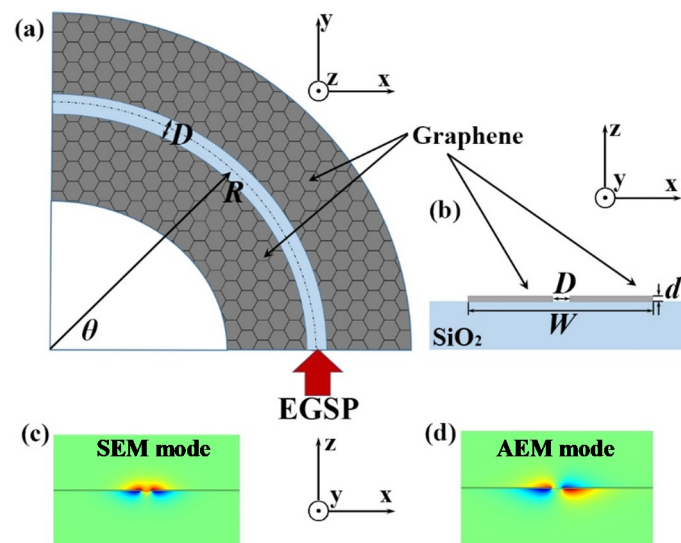 (a)
y
z
x
Graphene
D
R
θ
EGSP
z
y
x
(b)
D
d
W
SiO₂
(c)
SEM mode
z
y
x
(d)
AEM mode